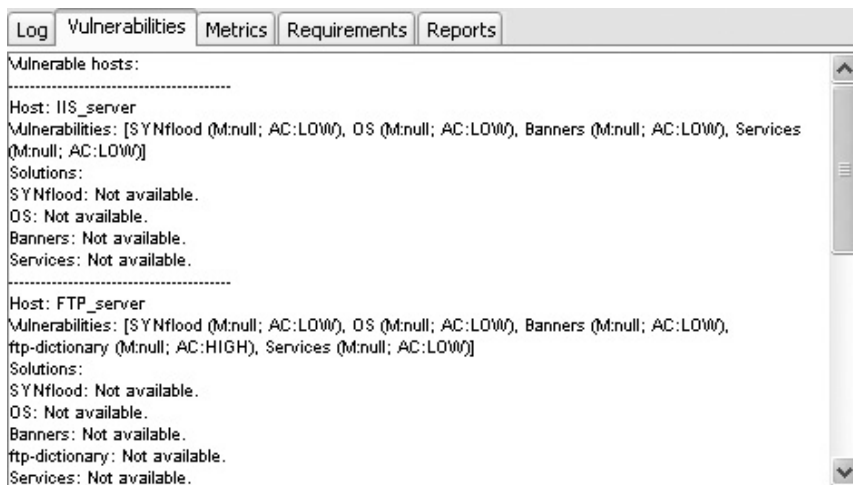 Log Vulnerabilities Metrics Requirements Reports
Vulnerable hosts:
----------------------------------------
Host: IIS_server
Vulnerabilities: [SYNflood (M:null; AC:LOW), OS (M:null; AC:LOW), Banners (M:null; AC:LOW), Services
(M:null; AC:LOW)]
Solutions:
SYNflood: Not available.
OS: Not available.
Banners: Not available.
Services: Not available.
----------------------------------------
Host: FTP_server
Vulnerabilities: [SYNflood (M:null; AC:LOW), OS (M:null; AC:LOW), Banners (M:null; AC:LOW),
ftp-dictionary (M:null; AC:HIGH), Services (M:null; AC:LOW)]
Solutions:
SYNflood: Not available.
OS: Not available.
Banners: Not available.
ftp-dictionary: Not available.
Services: Not available.